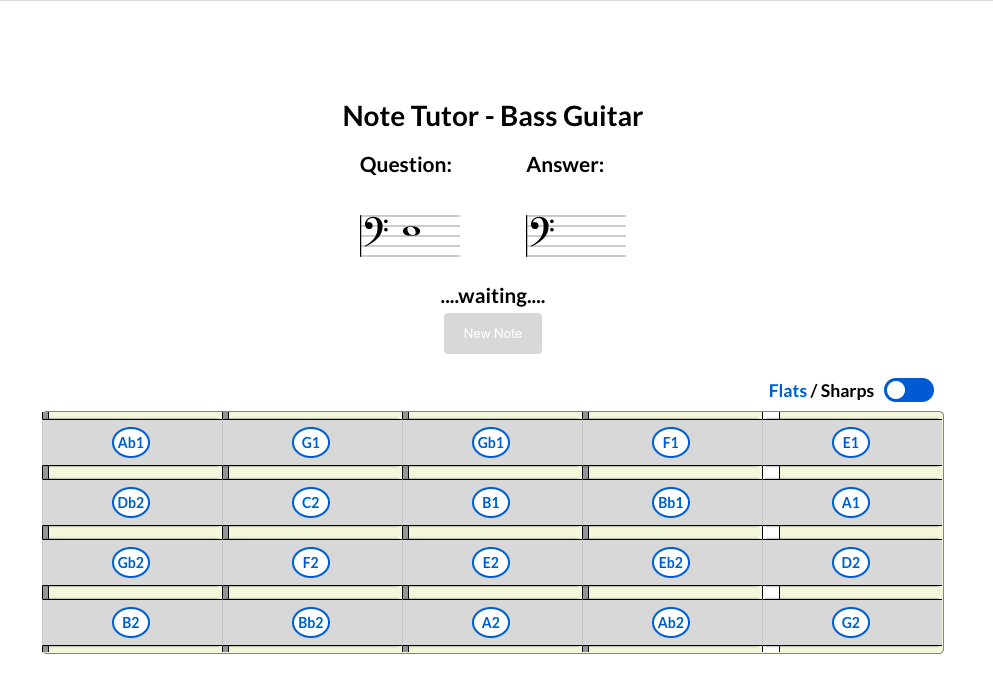 Note Tutor - Bass Guitar
Question: Answer:
....waiting....
New Note
Flats / Sharps
Ab1 G1 Gb1 F1 E1
Db2 C2 B1 Bb1 A1
Gb2 F2 E2 Eb2 D2
B2 Bb2 A2 Ab2 G2